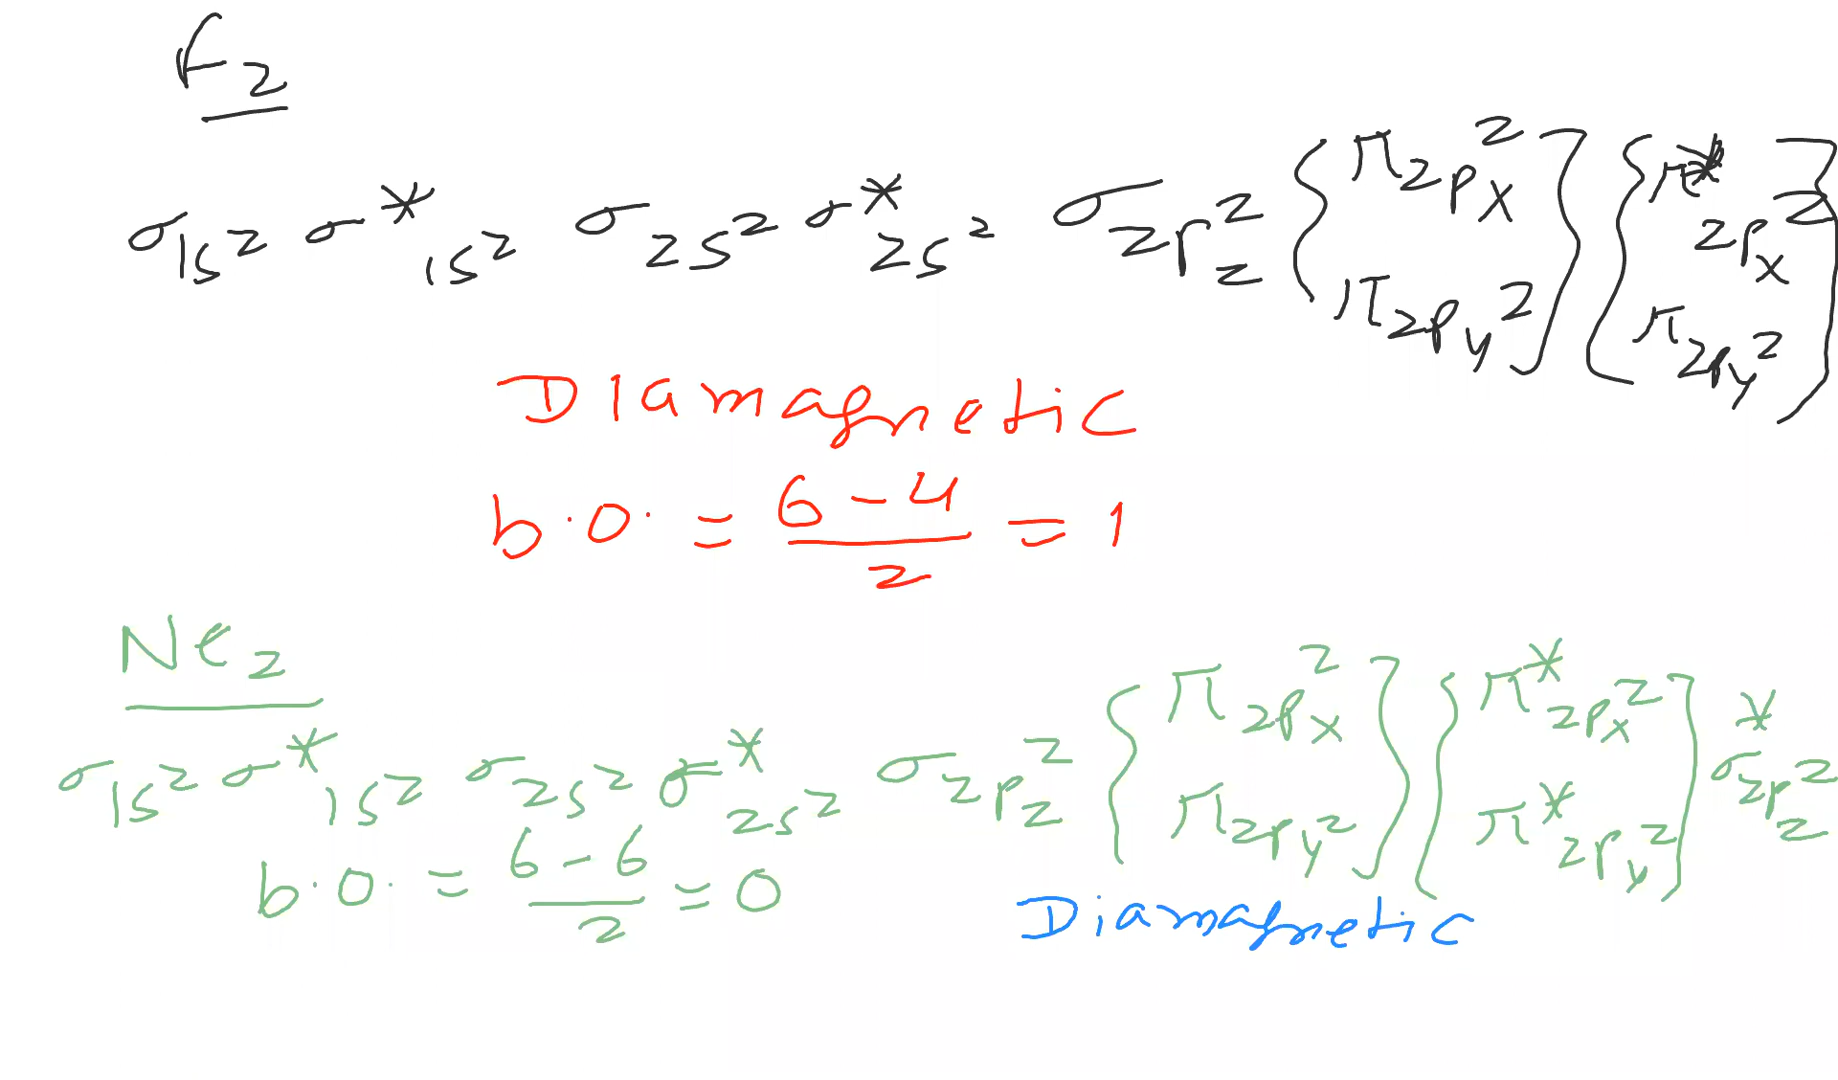 F₂
σ1s² σ*1s² σ2s² σ*2s² σ2pz² {π2px² π2py²} {π*2px² π2py²}
Diamagnetic
b.o. = (6-4)/2 = 1
Ne₂
σ1s² σ*1s² σ2s² σ*2s² σ2pz² {π2px² π2py²} {π*2px² π*2py²} σ*2pz²
b.o. = (6-6)/2 = 0
Diamagnetic